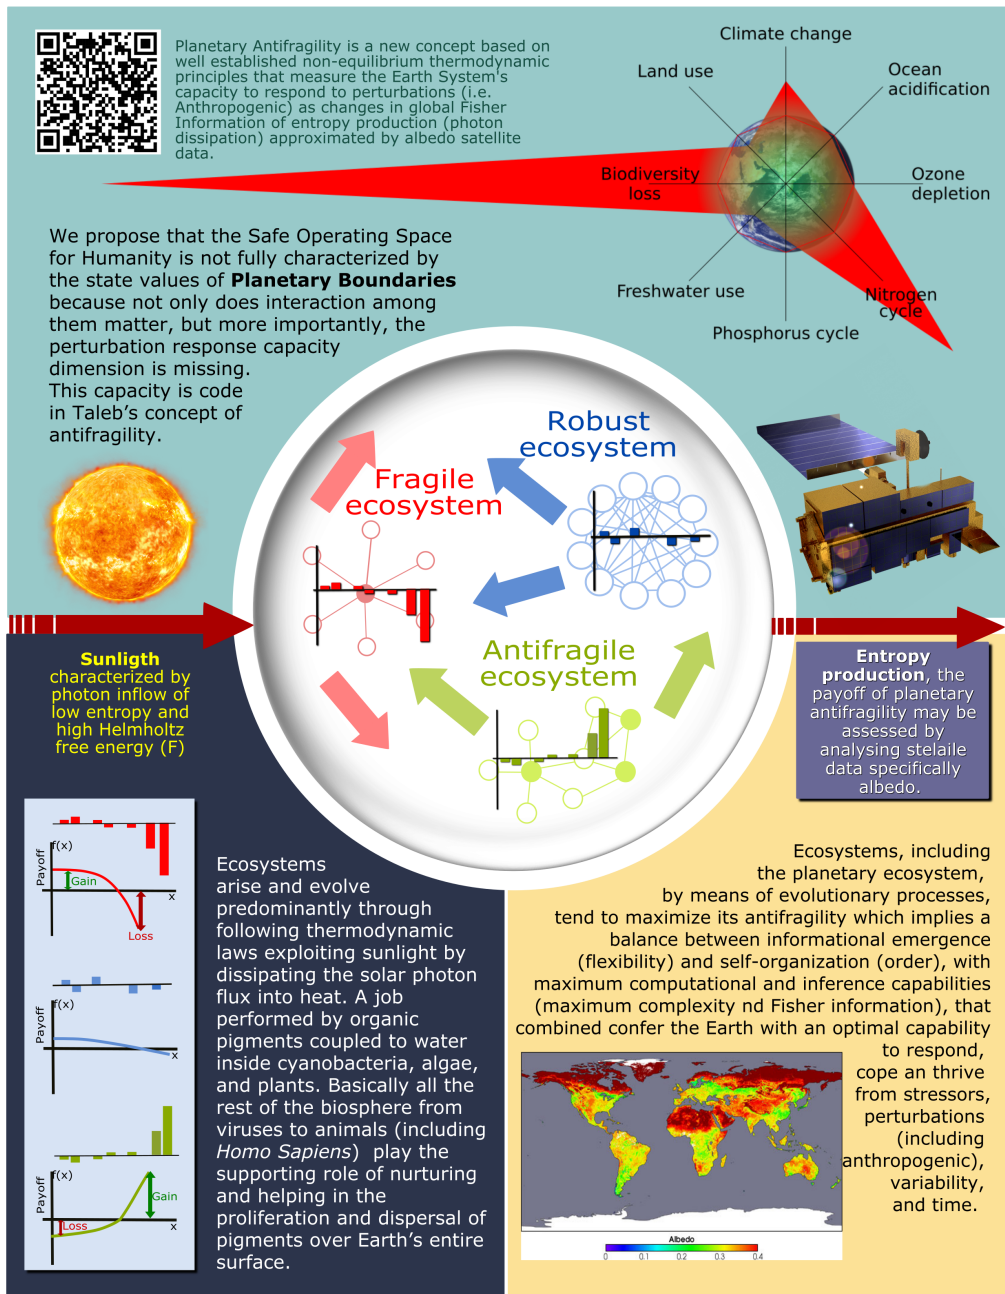 Planetary Antifragility is a new concept based on
well established non-equilibrium thermodynamic
principles that measure the Earth System's
capacity to respond to perturbations (i.e.
Anthropogenic) as changes in global Fisher
Information of entropy production (photon
dissipation) approximated by albedo satellite
data.
Climate change
Land use
Ocean
acidification
Biodiversity
loss
Ozone
depletion
Freshwater use
Nitrogen
cycle
Phosphorus cycle
We propose that the Safe Operating Space
for Humanity is not fully characterized by
the state values of Planetary Boundaries
because not only does interaction among
them matter, but more importantly, the
perturbation response capacity
dimension is missing.
This capacity is code
in Taleb's concept of
antifragility.
Robust
ecosystem
Fragile
ecosystem
Antifragile
ecosystem
Sunligth
characterized by
photon inflow of
low entropy and
high Helmholtz
free energy (F)
Entropy
production, the
payoff of planetary
antifragility may be
assessed by
analysing stelaile
data specifically
albedo.
f(x)
Payoff
Gain
x
Loss
f(x)
Payoff
x
f(x)
Payoff
Gain
Loss
x
Ecosystems
arise and evolve
predominantly through
following thermodynamic
laws exploiting sunlight by
dissipating the solar photon
flux into heat. A job
performed by organic
pigments coupled to water
inside cyanobacteria, algae,
and plants. Basically all the
rest of the biosphere from
viruses to animals (including
Homo Sapiens) play the
supporting role of nurturing
and helping in the
proliferation and dispersal of
pigments over Earth's entire
surface.
Ecosystems, including
the planetary ecosystem,
by means of evolutionary processes,
tend to maximize its antifragility which implies a
balance between informational emergence
(flexibility) and self-organization (order), with
maximum computational and inference capabilities
(maximum complexity nd Fisher information), that
combined confer the Earth with an optimal capability
to respond,
cope an thrive
from stressors,
perturbations
(including
anthropogenic),
variability,
and time.
Albedo
0 0.1 0.2 0.3 0.4